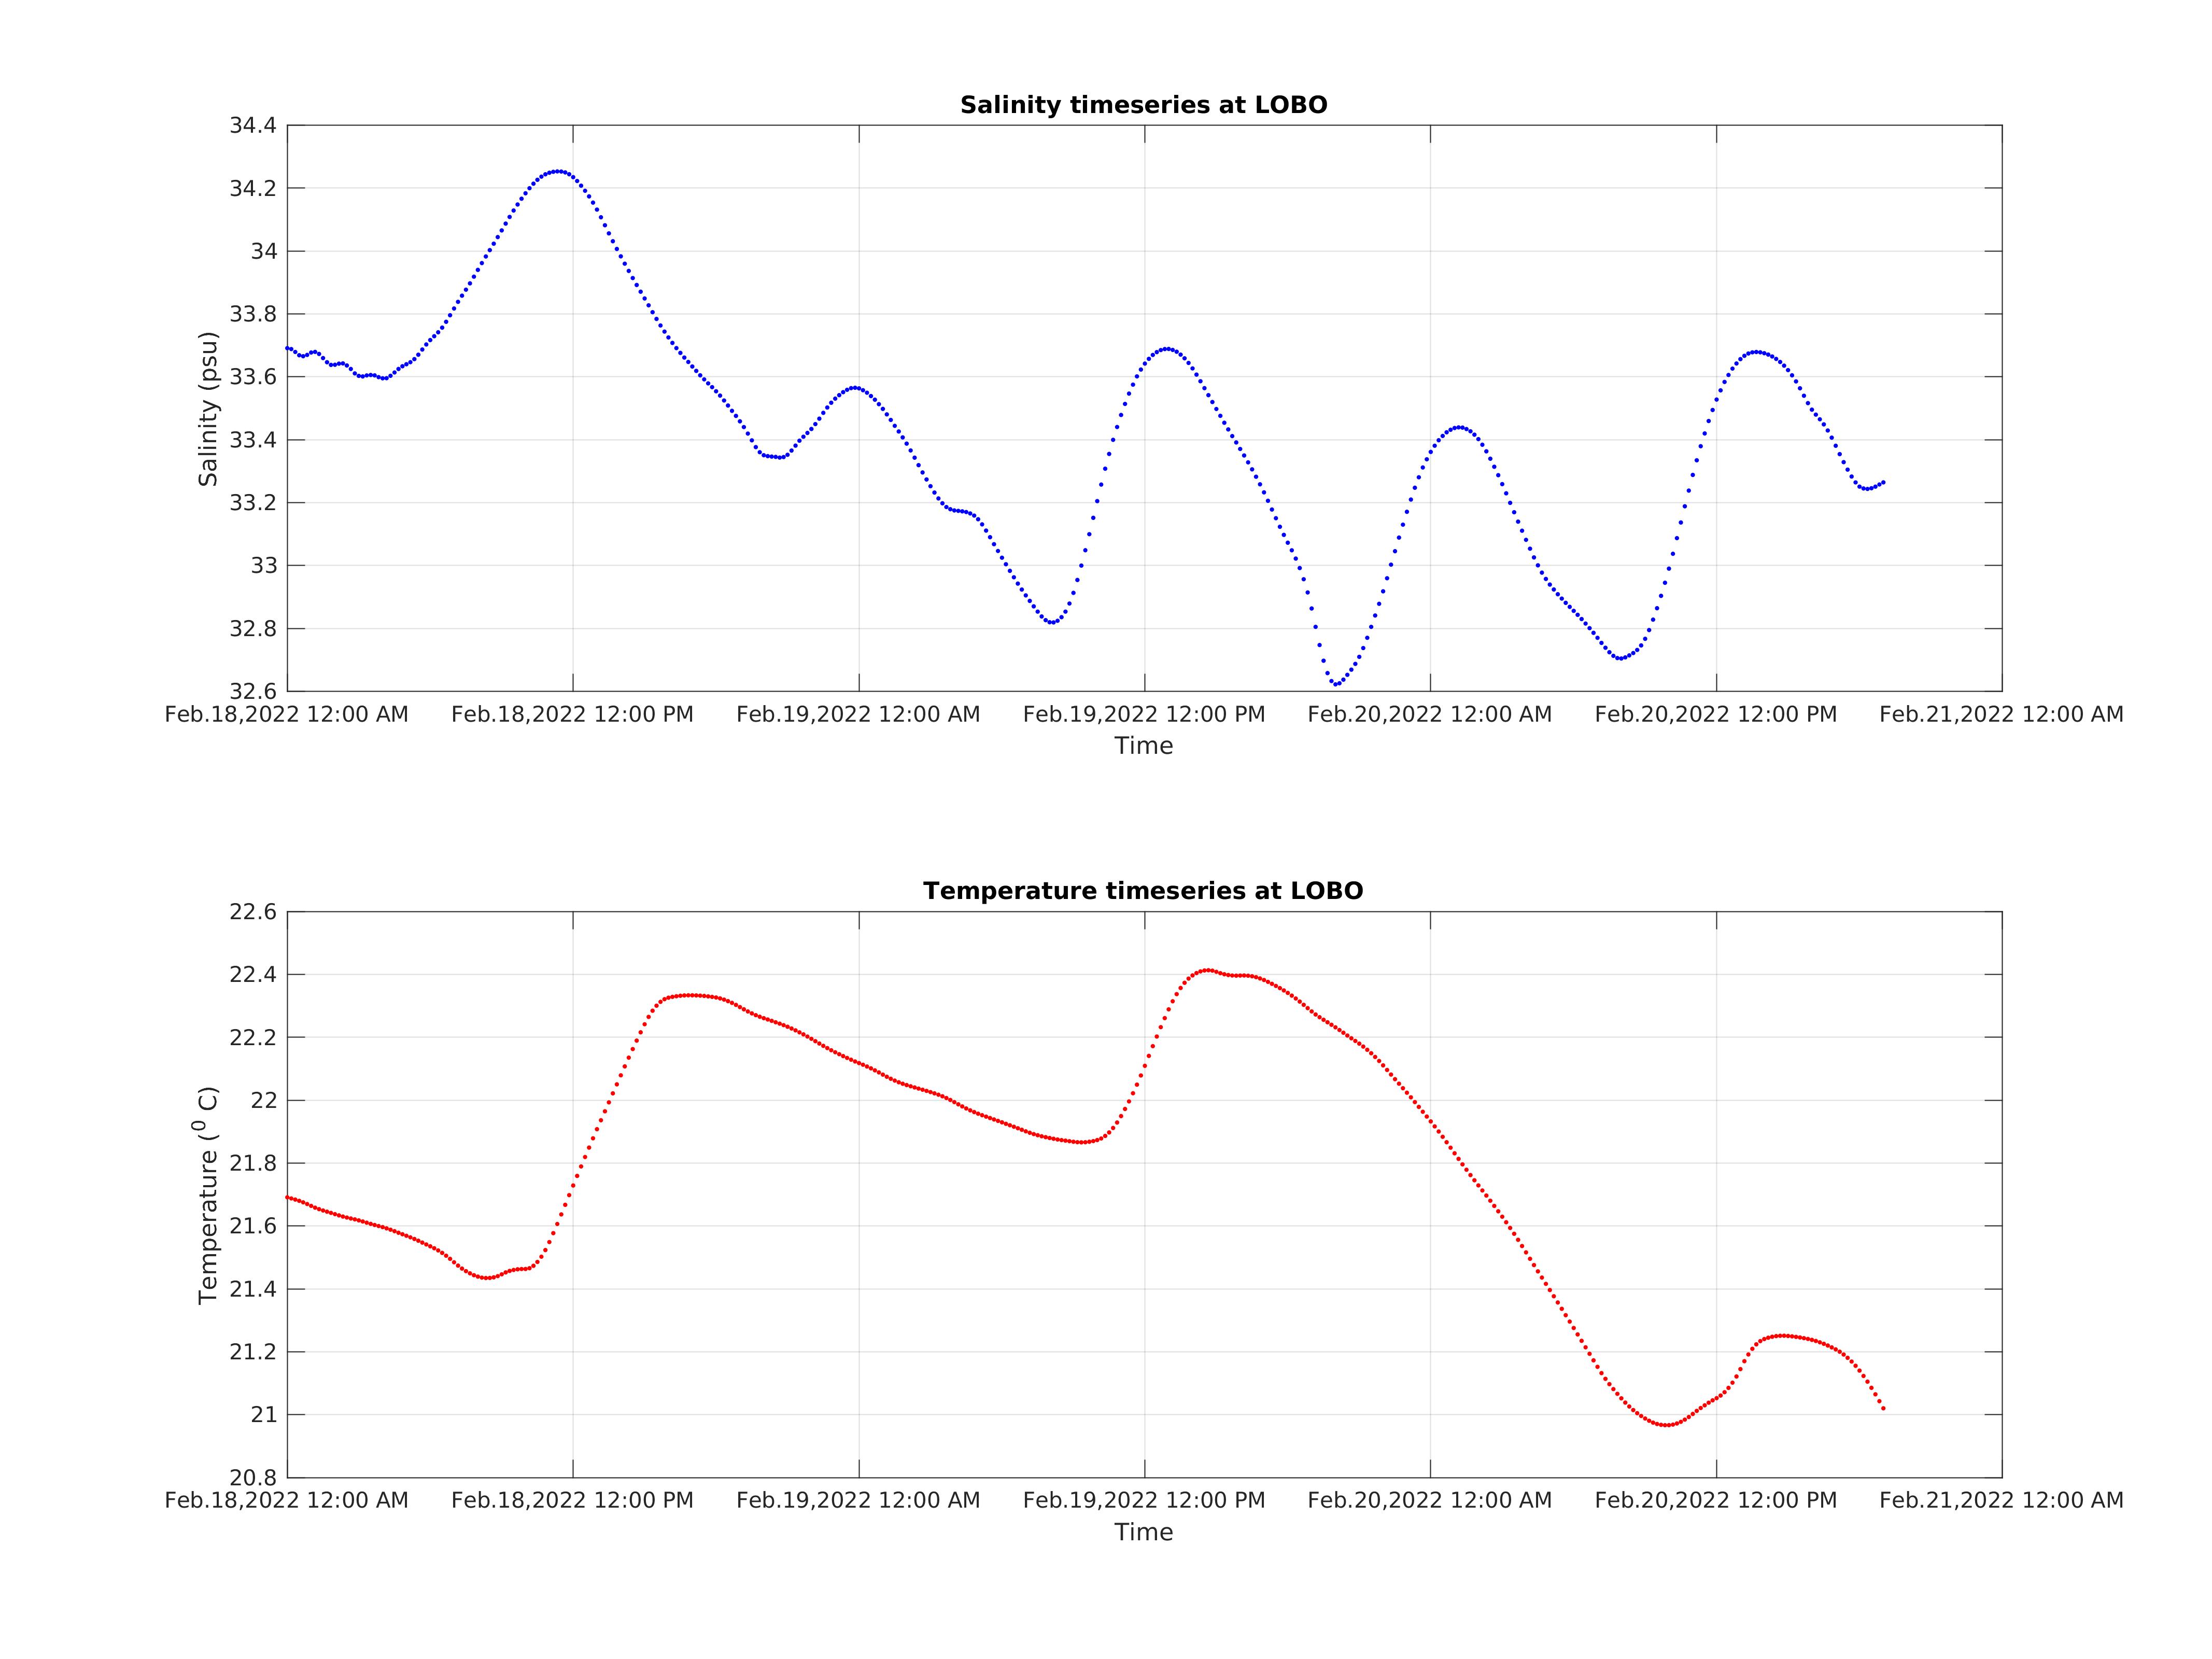 Salinity timeseries at LOBO
34.4
34.2
34
33.8
33.6
33.4
33.2
33
32.8
32.6
Salinity (psu)
Feb.18,2022 12:00 AM Feb.18,2022 12:00 PM Feb.19,2022 12:00 AM Feb.19,2022 12:00 PM Feb.20,2022 12:00 AM Feb.20,2022 12:00 PM Feb.21,2022 12:00 AM
Time
Temperature timeseries at LOBO
22.6
22.4
22.2
22
21.8
21.6
21.4
21.2
21
20.8
Temperature (⁰ C)
Feb.18,2022 12:00 AM Feb.18,2022 12:00 PM Feb.19,2022 12:00 AM Feb.19,2022 12:00 PM Feb.20,2022 12:00 AM Feb.20,2022 12:00 PM Feb.21,2022 12:00 AM
Time